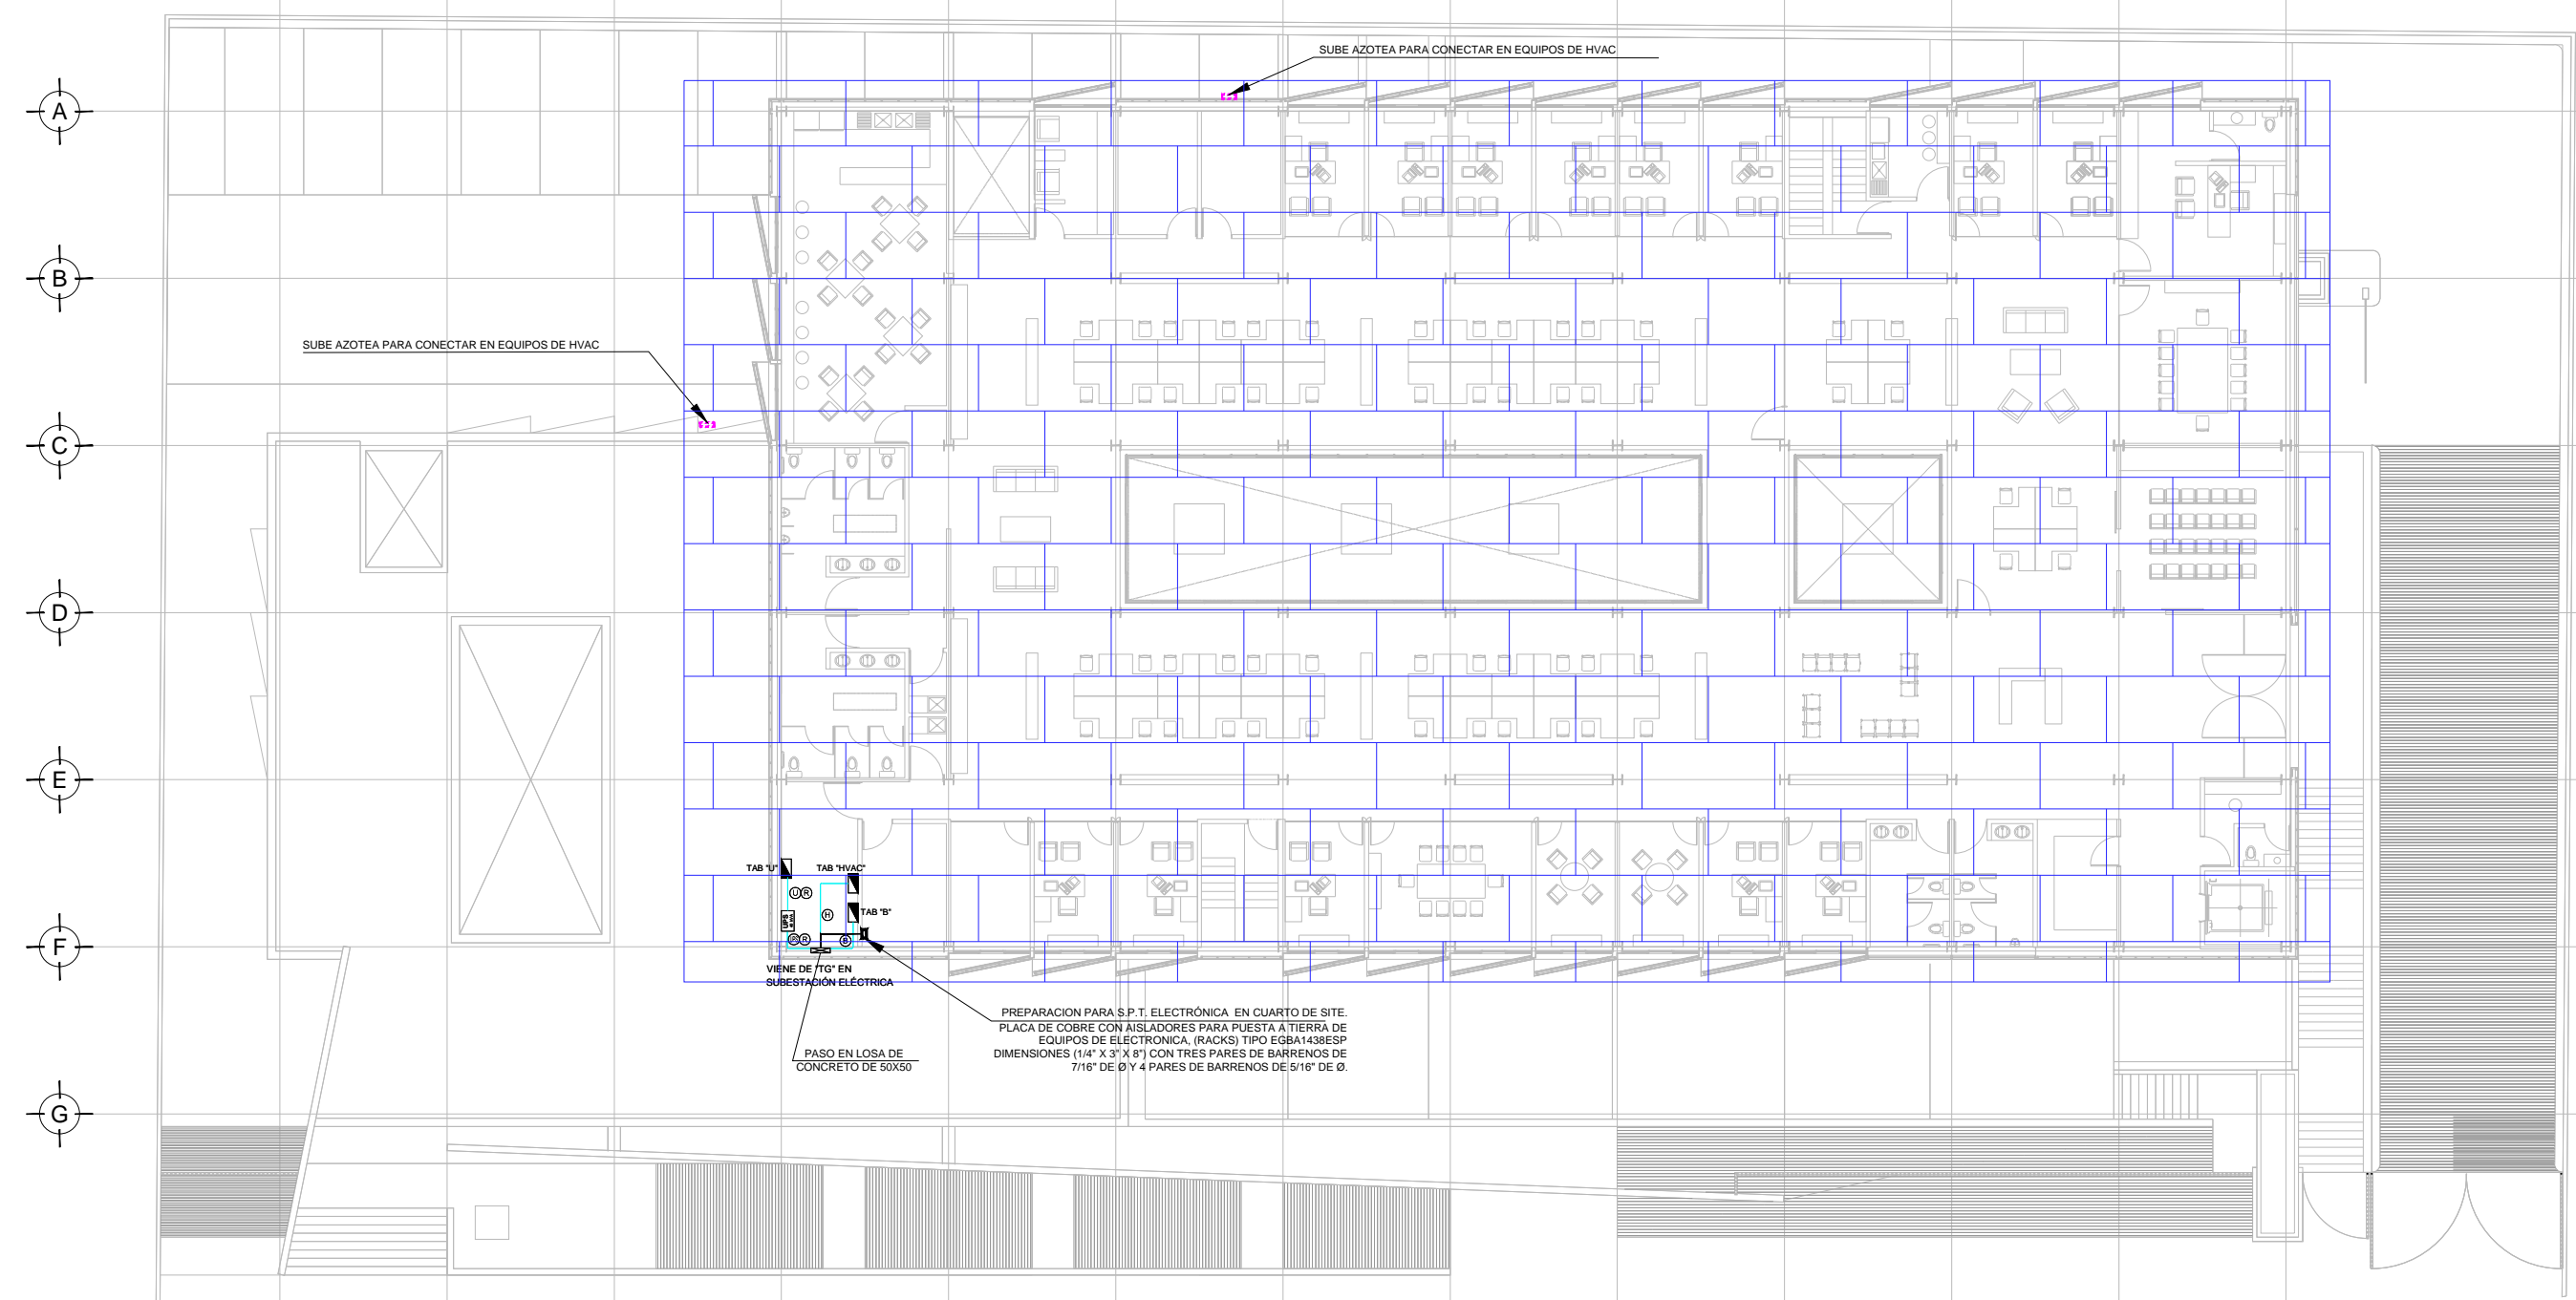 SUBE AZOTEA PARA CONECTAR EN EQUIPOS DE HVAC
A
B
SUBE AZOTEA PARA CONECTAR EN EQUIPOS DE HVAC
C
D
E
TAB "U"
TAB "HVAC"
U R
H
TAB "B"
UPS
R
B
F
VIENE DE "TG" EN
SUBESTACIÓN ELÉCTRICA
PREPARACION PARA S.P.T. ELECTRÓNICA EN CUARTO DE SITE.
PLACA DE COBRE CON AISLADORES PARA PUESTA A TIERRA DE
EQUIPOS DE ELECTRONICA, (RACKS) TIPO EGBA1438ESP
DIMENSIONES (1/4" X 3" X 8") CON TRES PARES DE BARRENOS DE
7/16" DE Ø Y 4 PARES DE BARRENOS DE 5/16" DE Ø.
PASO EN LOSA DE
CONCRETO DE 50X50
G